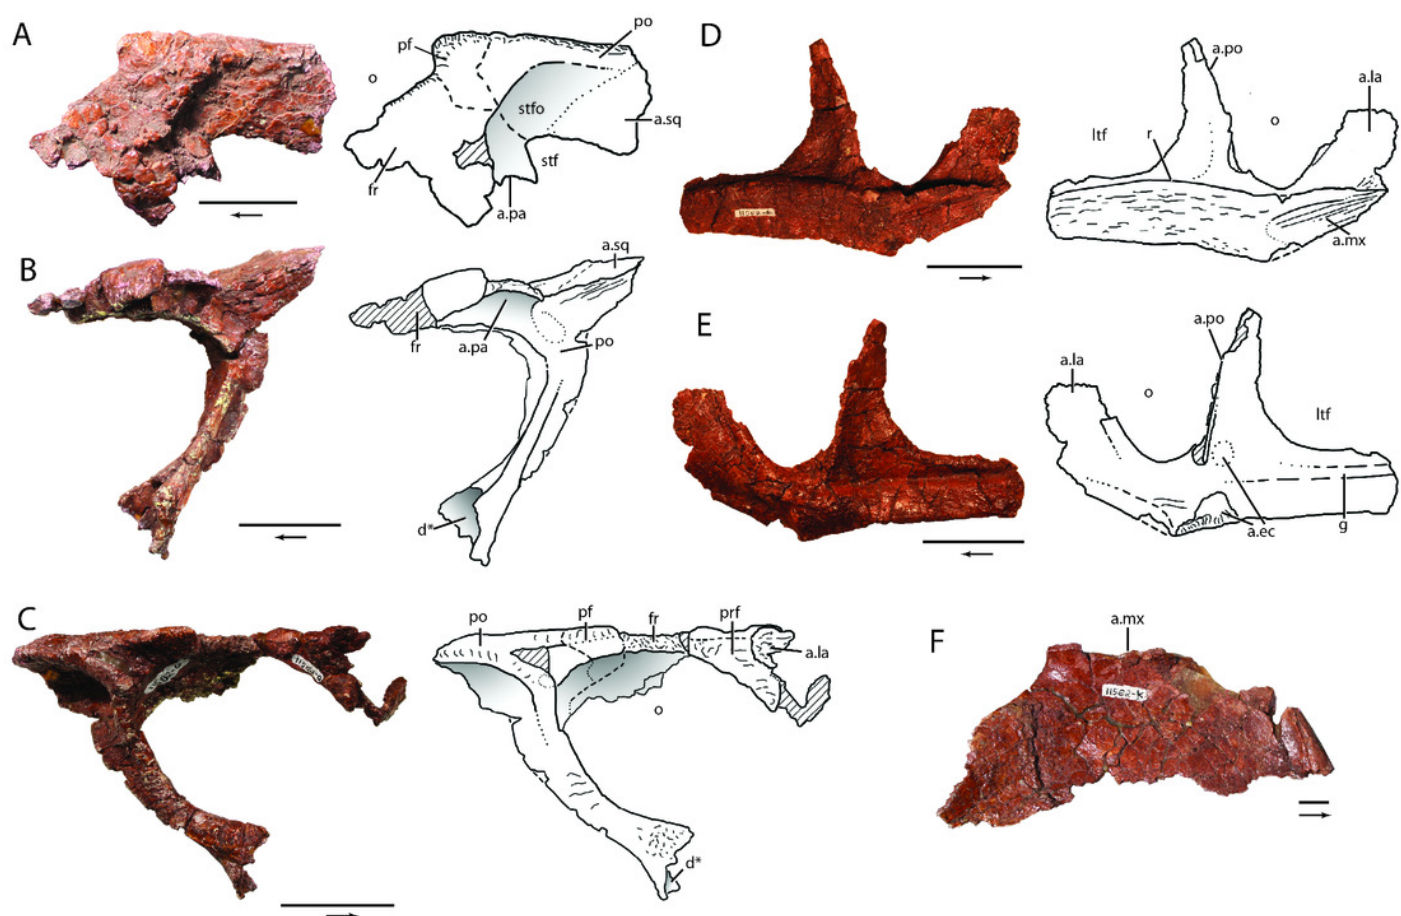 A
o
pf
po
stfo
a.sq
stf
fr
a.pa
B
a.sq
fr
a.pa
po
d*
C
po
pf
fr
prf
a.la
o
d*
D
11562-K
a.po
a.la
o
ltf
r
a.mx
E
a.po
a.la
o
ltf
a.ec
g
F
a.mx
11562-K